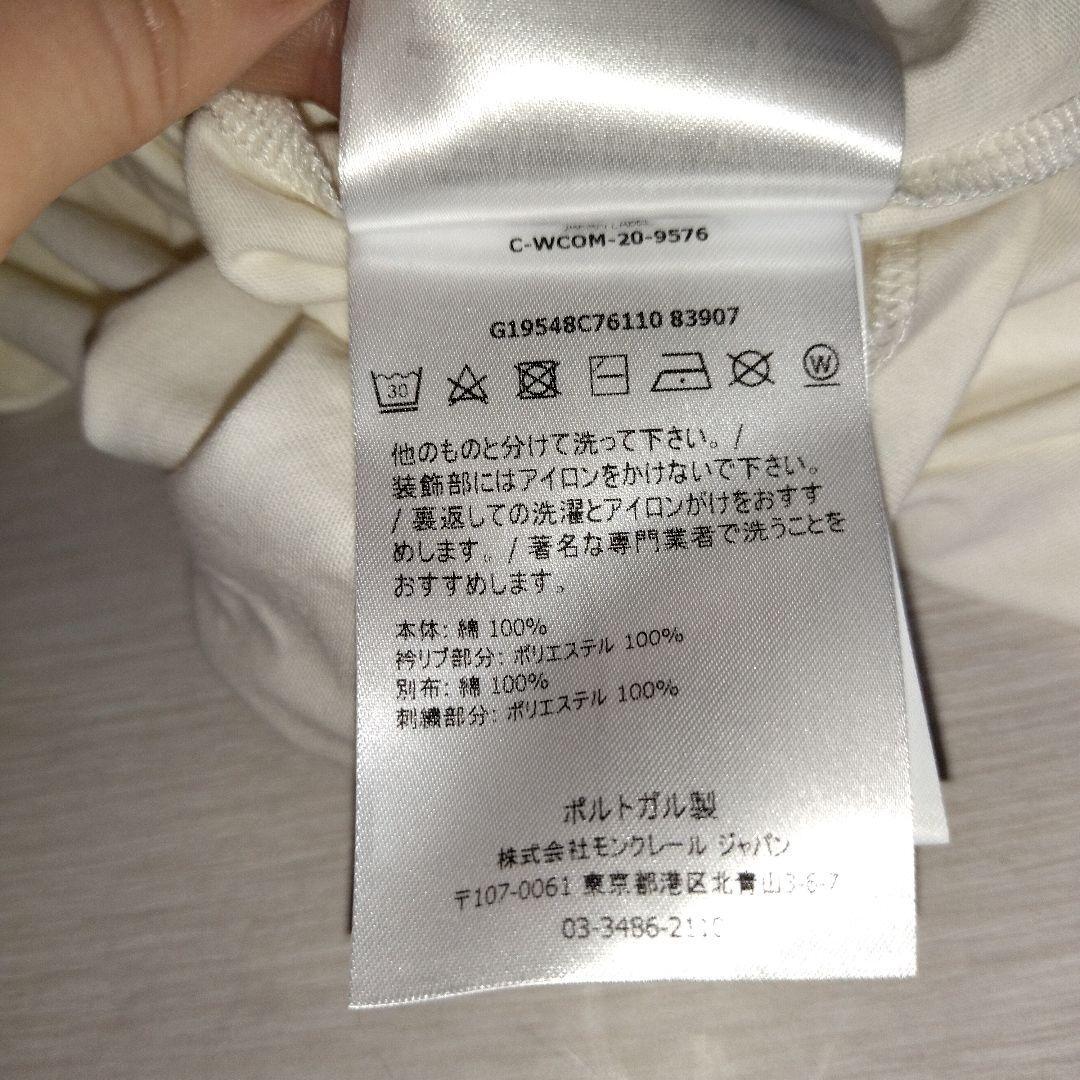 C-WCOM-20-9576
G19548C76110 83907
30
W
他のものと分けて洗って下さい。 /
装飾部にはアイロンをかけないで下さい。
/ 裏返しての洗濯とアイロンがけをおすす
めします。/ 著名な専門業者で洗うことを
おすすめします。
本体: 綿 100%
衿リブ部分: ポリエステル 100%
別布: 綿 100%
刺繍部分: ポリエステル 100%
ポルトガル製
株式会社モンクレール ジャパン
〒107-0061 東京都港区北青山3-6-7